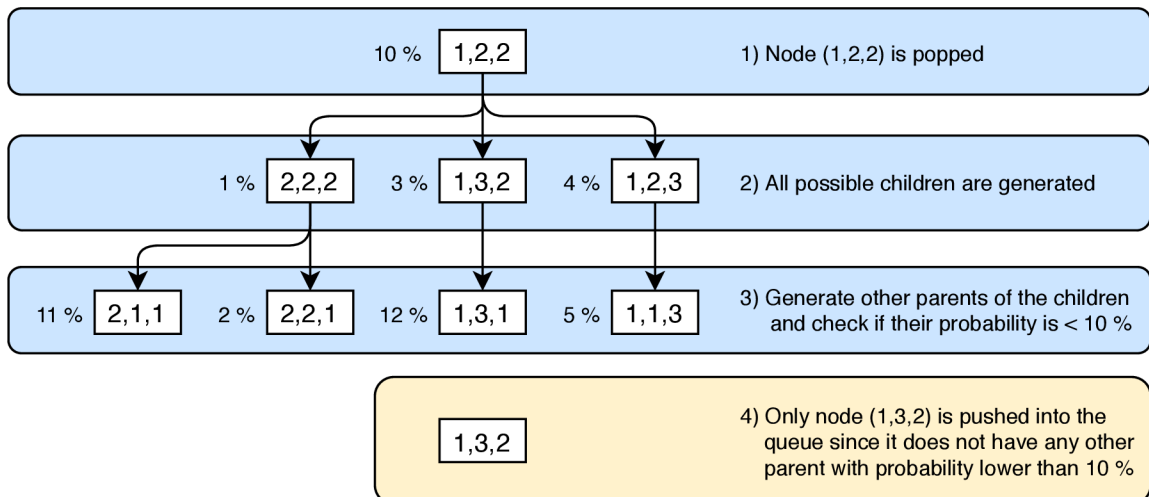 10 %
1,2,2
1) Node (1,2,2) is popped
1 %
2,2,2
3 %
1,3,2
4 %
1,2,3
2) All possible children are generated
11 %
2,1,1
2 %
2,2,1
12 %
1,3,1
5 %
1,1,3
3) Generate other parents of the children
and check if their probability is < 10 %
1,3,2
4) Only node (1,3,2) is pushed into the
queue since it does not have any other
parent with probability lower than 10 %